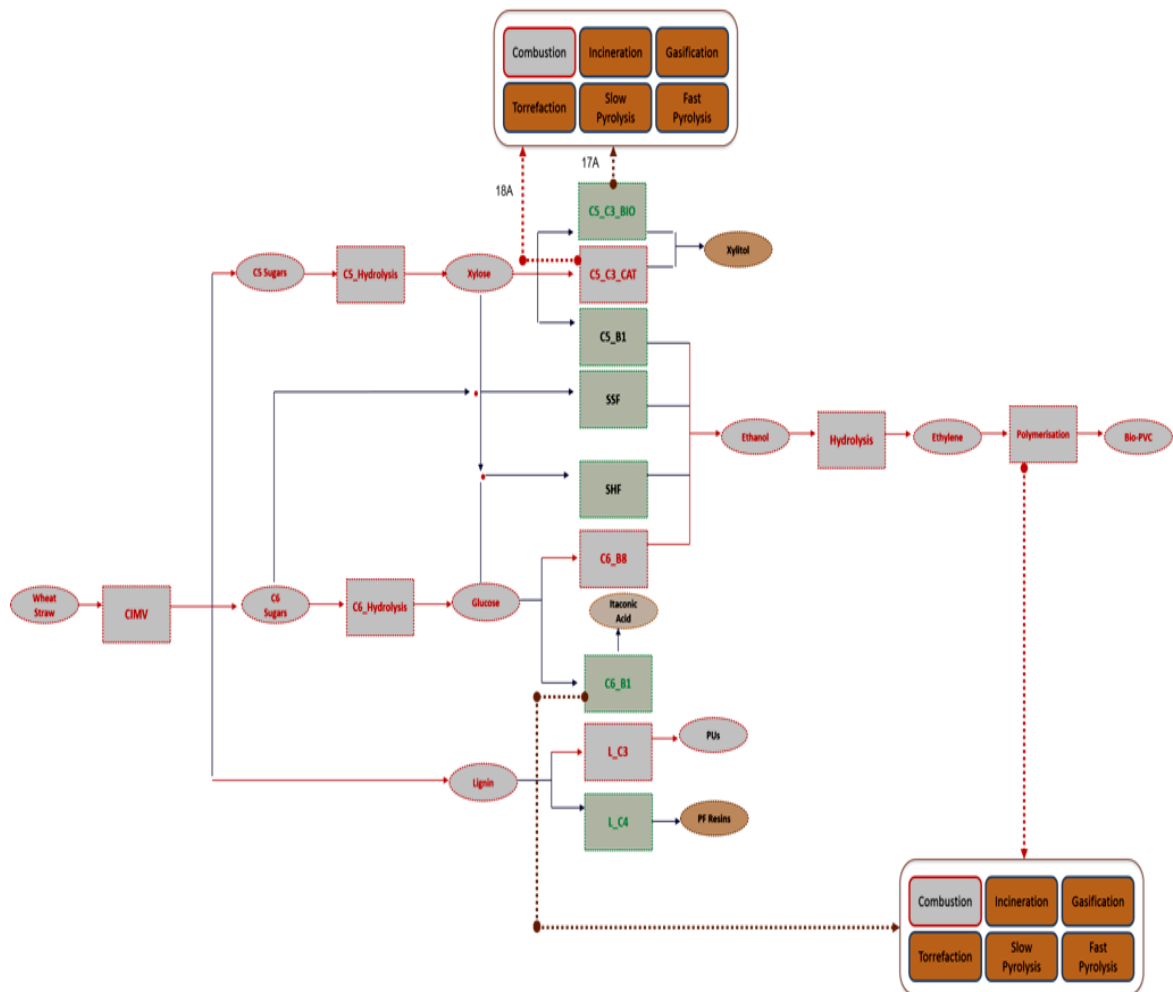 Combustion
Incineration
Gasification
Torrefaction
Slow
Pyrolysis
Fast
Pyrolysis
17A
18A
C5_C3_BIO
Xylitol
C5 Sugars
C5_Hydrolysis
Xylose
C5_C3_CAT
C5_B1
SSF
Ethanol
Hydrolysis
Ethylene
Polymerisation
Bio-PVC
SHF
C6_B8
Wheat
Straw
CIMV
C6
Sugars
C6_Hydrolysis
Glucose
Itaconic
Acid
C6_B1
L_C3
PUs
Lignin
L_C4
PF Resins
Combustion
Incineration
Gasification
Torrefaction
Slow
Pyrolysis
Fast
Pyrolysis